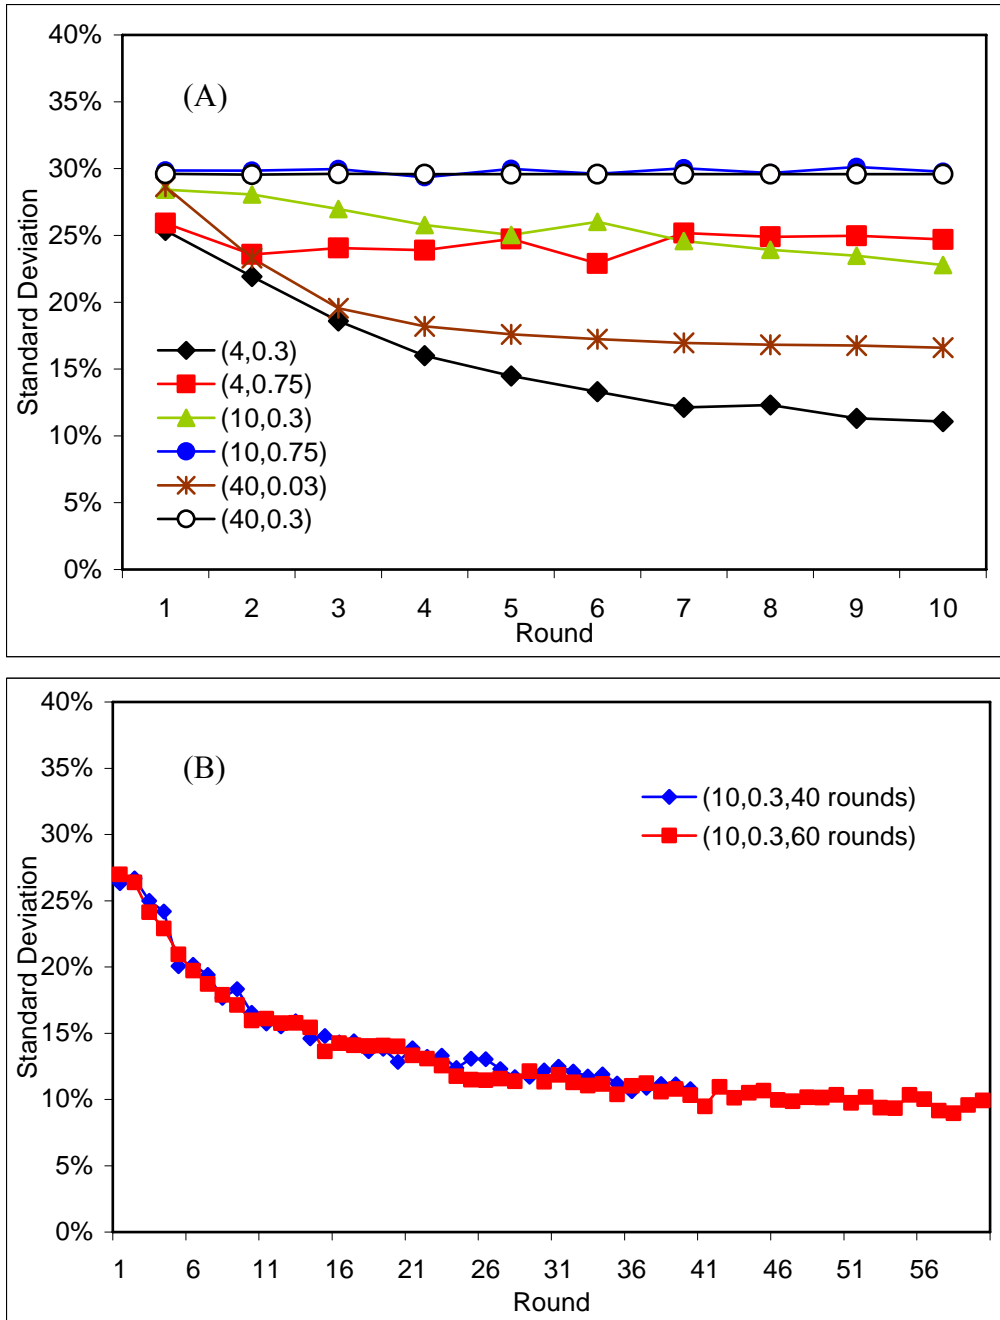 40%
(A)
35%
30%
25%
20%
15%
10%
5%
0%
Standard Deviation
(4,0.3)
(4,0.75)
(10,0.3)
(10,0.75)
(40,0.03)
(40,0.3)
1 2 3 4 5 6 7 8 9 10
Round
40%
(B)
35%
30%
25%
20%
15%
10%
5%
0%
Standard Deviation
(10,0.3,40 rounds)
(10,0.3,60 rounds)
1 6 11 16 21 26 31 36 41 46 51 56
Round